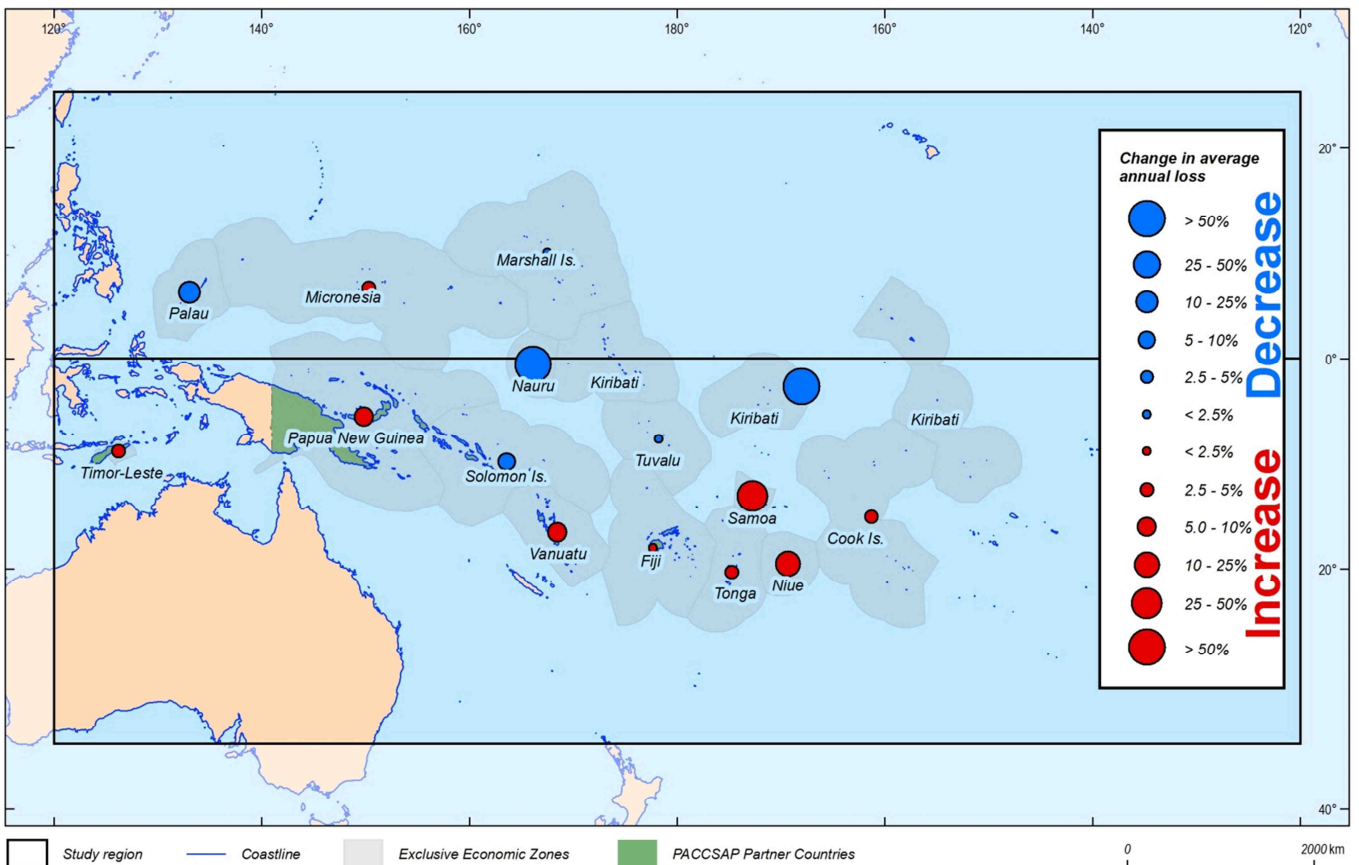 120° 140° 160° 180° 160° 140° 120°
Change in average
annual loss
> 50%
25 - 50%
10 - 25%
5 - 10%
2.5 - 5%
< 2.5%
Decrease
< 2.5%
2.5 - 5%
5.0 - 10%
10 - 25%
25 - 50%
> 50%
Increase
20°
0°
20°
40°
Marshall Is.
Micronesia
Palau
Nauru
Kiribati
Kiribati
Kiribati
Papua New Guinea
Tuvalu
Timor-Leste
Solomon Is.
Samoa
Cook Is.
Vanuatu
Fiji
Tonga
Niue
Study region
Coastline
Exclusive Economic Zones
PACCSAP Partner Countries
0 2000 km